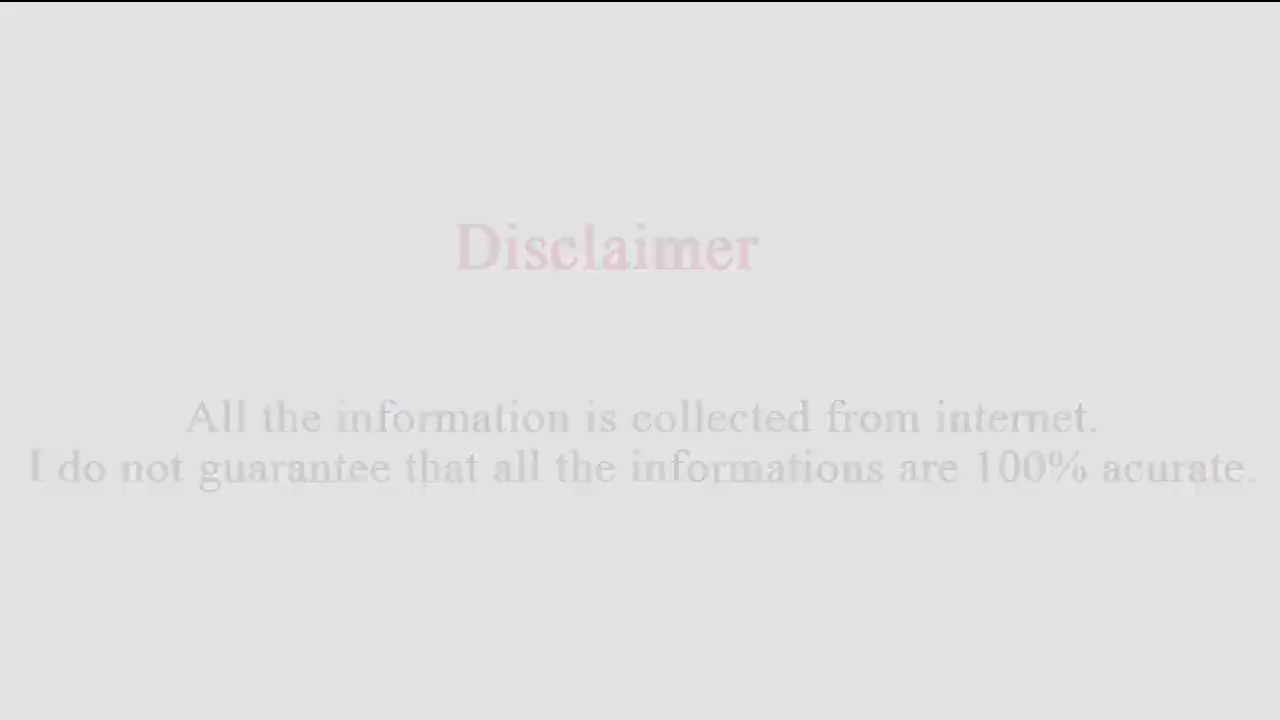 Disclaimer
All the information is collected from internet.
I do not guarantee that all the informations are 100% acurate.